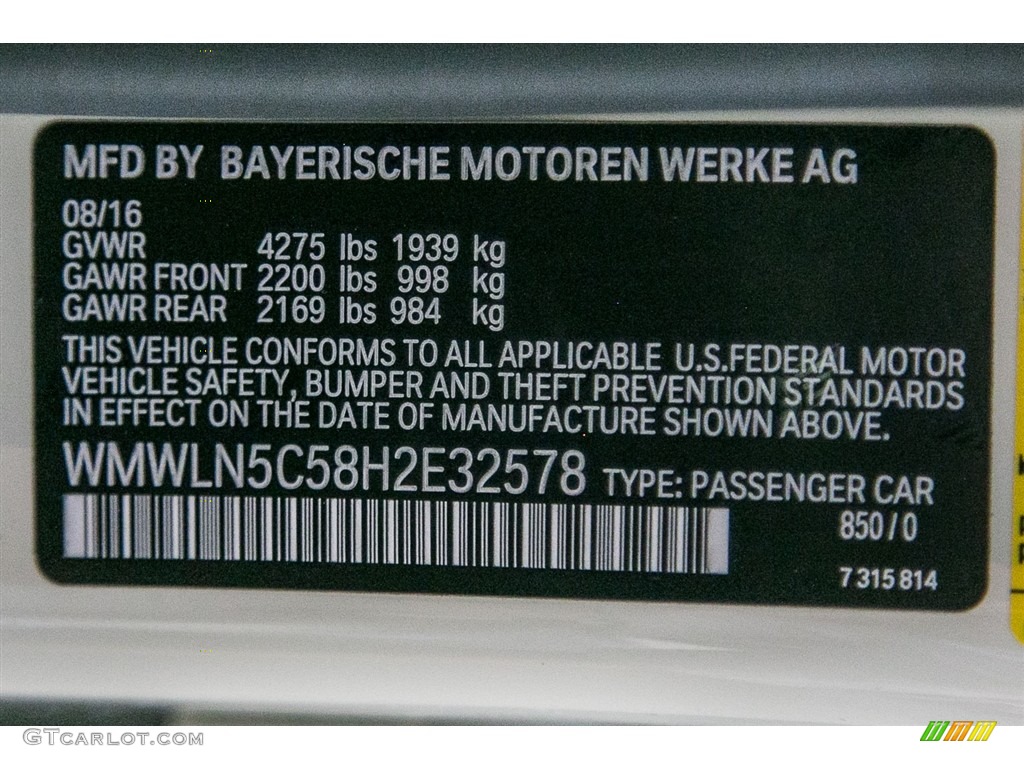 MFD BY BAYERISCHE MOTOREN WERKE AG
08/16
GVWR 4275 lbs 1939 kg
GAWR FRONT 2200 lbs 998 kg
GAWR REAR 2169 lbs 984 kg
THIS VEHICLE CONFORMS TO ALL APPLICABLE U.S.FEDERAL MOTOR
VEHICLE SAFETY, BUMPER AND THEFT PREVENTION STANDARDS
IN EFFECT ON THE DATE OF MANUFACTURE SHOWN ABOVE.
WMWLN5C58H2E32578 TYPE: PASSENGER CAR
850/0
7 315 814
GTCARLOT.COM